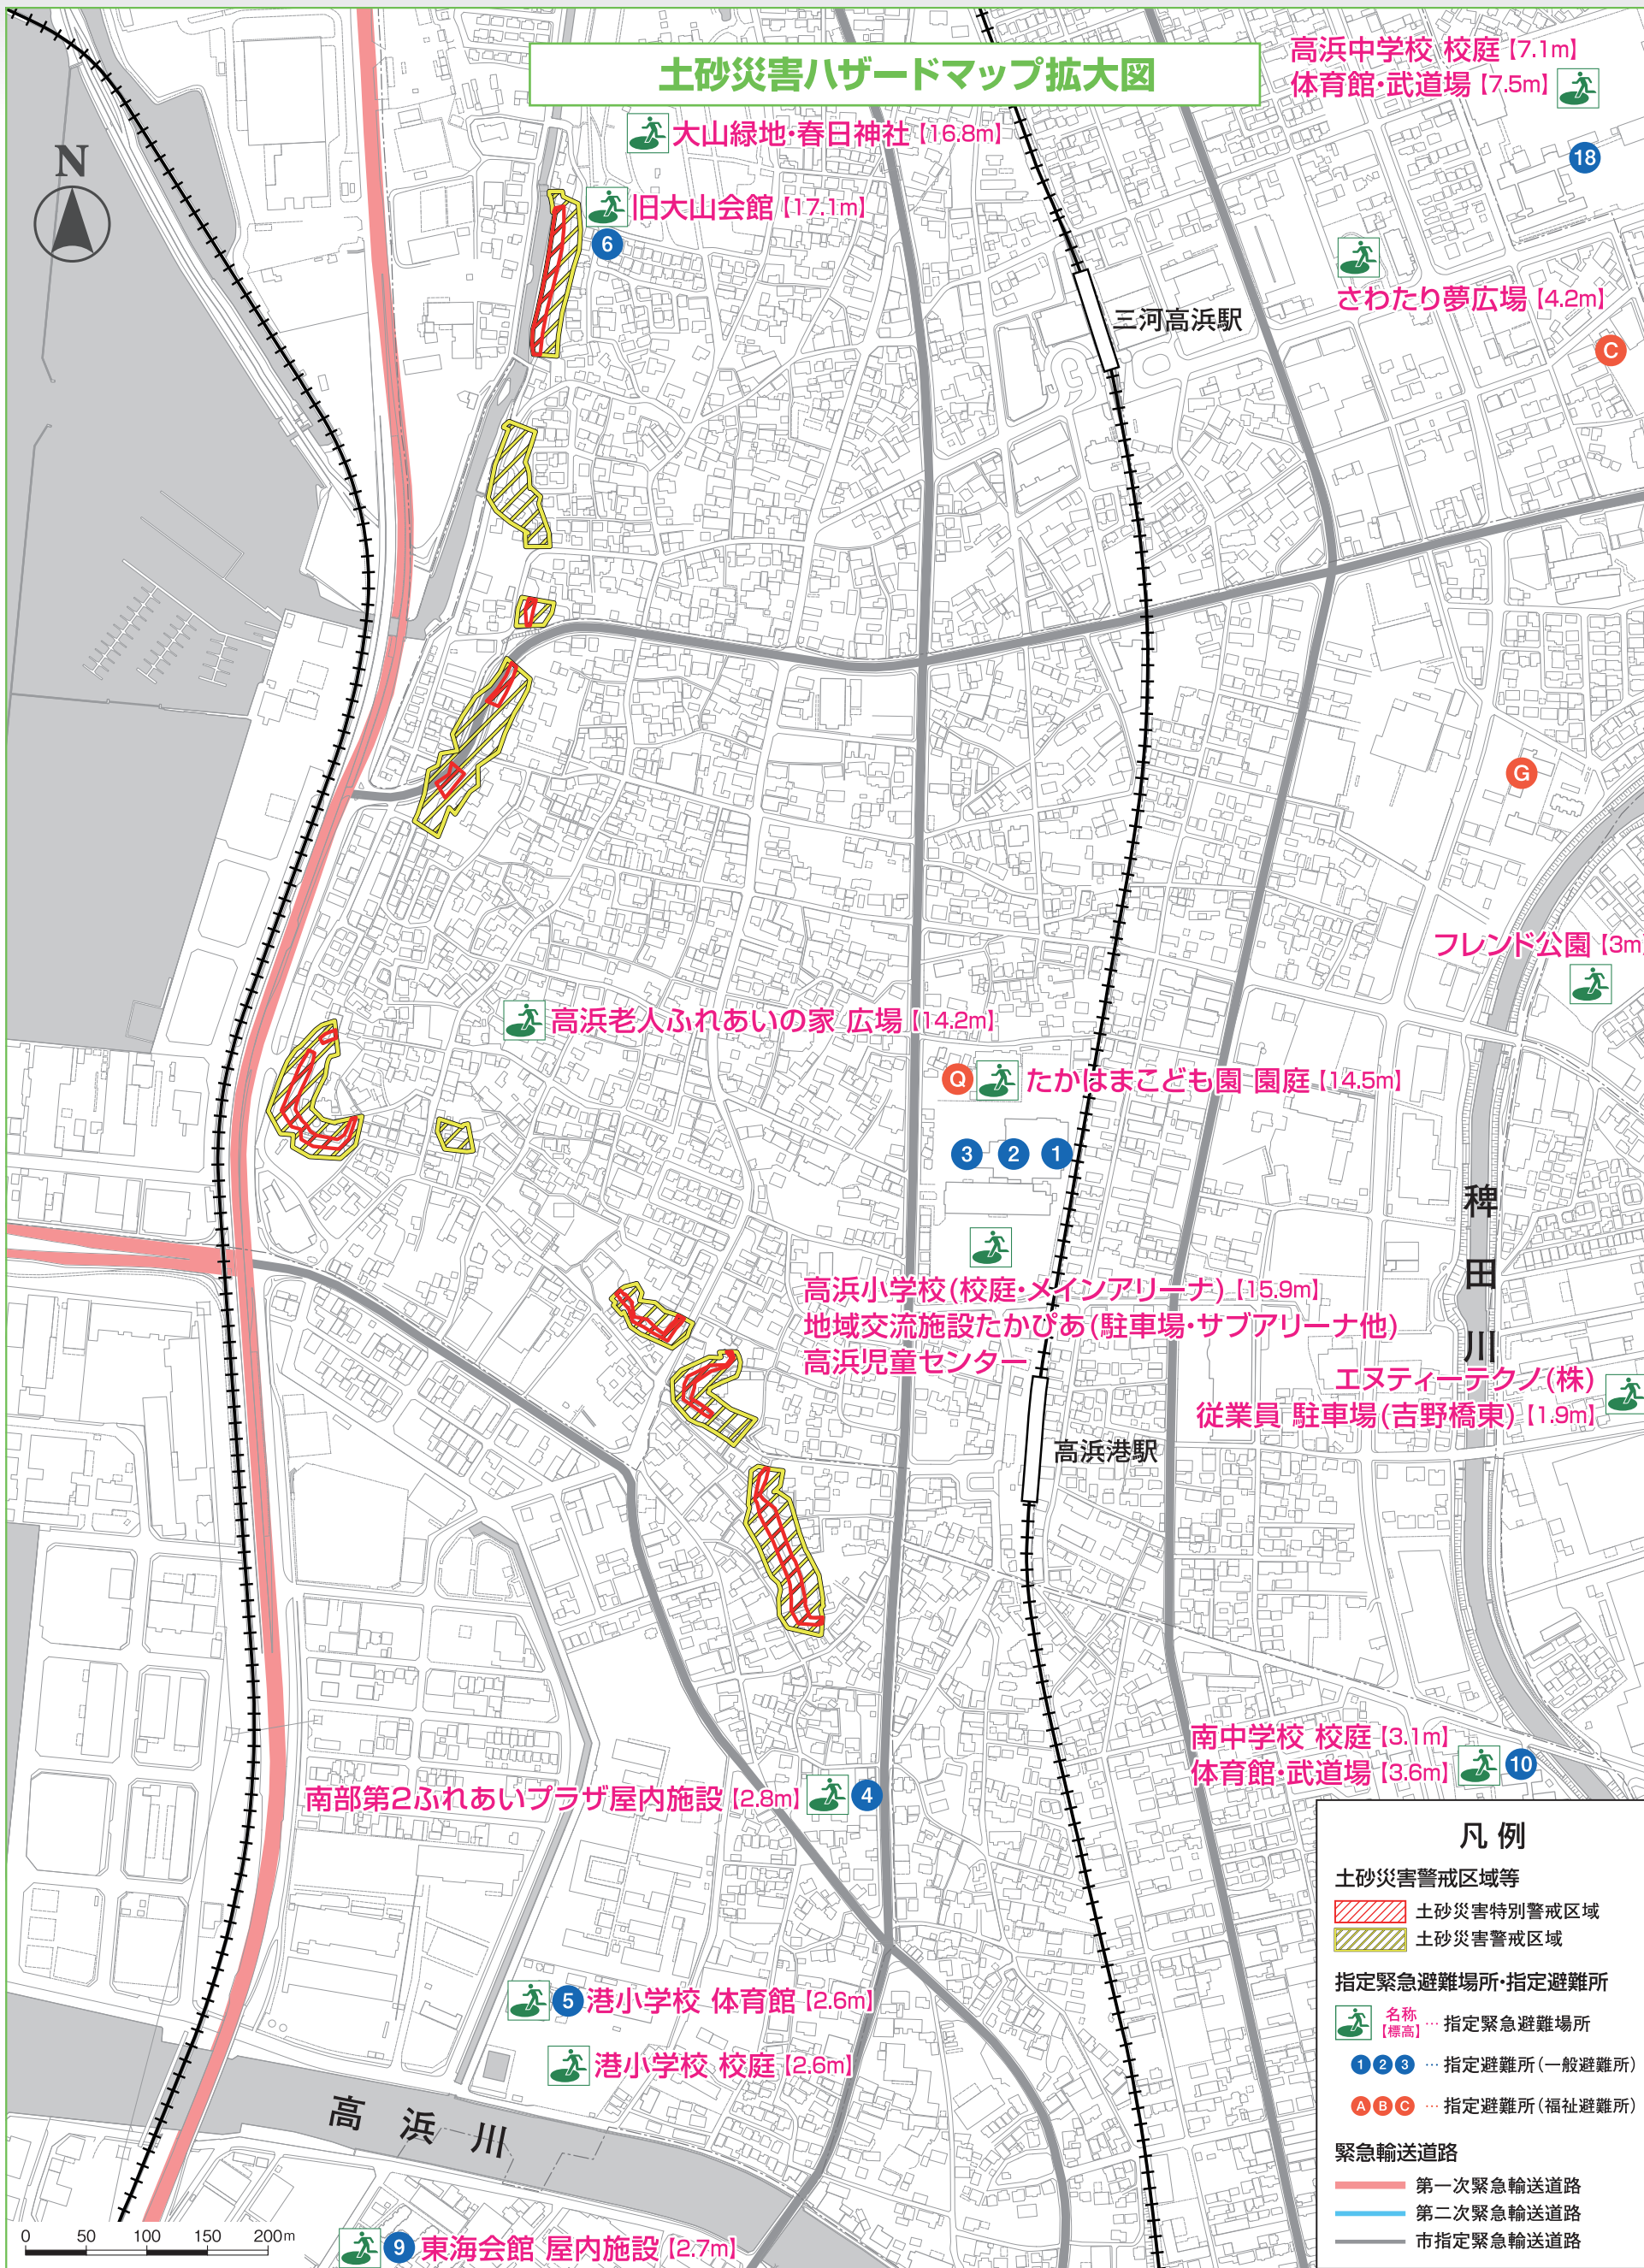 土砂災害ハザードマップ拡大図
高浜中学校 校庭【7.1m】
体育館・武道場【7.5m】
18
N
大山緑地・春日神社【16.8m】
旧大山会館【17.1m】
6
さわたり夢広場【4.2m】
三河高浜駅
C
G
フレンド公園【3m
高浜老人ふれあいの家 広場【14.2m】
Q
たかはまこども園 園庭【14.5m】
3 2 1
稗田川
高浜小学校(校庭・メインアリーナ)【15.9m】
地域交流施設たかぴあ(駐車場・サブアリーナ他)
高浜児童センター
エヌティーテクノ(株)
従業員 駐車場(吉野橋東)【1.9m】
高浜港駅
南中学校 校庭【3.1m】
体育館・武道場【3.6m】
10
南部第2ふれあいプラザ屋内施設【2.8m】
4
5
港小学校 体育館【2.6m】
港小学校 校庭【2.6m】
高浜川
0 50 100 150 200m
9
東海会館 屋内施設【2.7m】
凡例
土砂災害警戒区域等
土砂災害特別警戒区域
土砂災害警戒区域
指定緊急避難場所・指定避難所
名称
【標高】
…指定緊急避難場所
1 2 3 …指定避難所(一般避難所)
A B C …指定避難所(福祉避難所)
緊急輸送道路
第一次緊急輸送道路
第二次緊急輸送道路
市指定緊急輸送道路